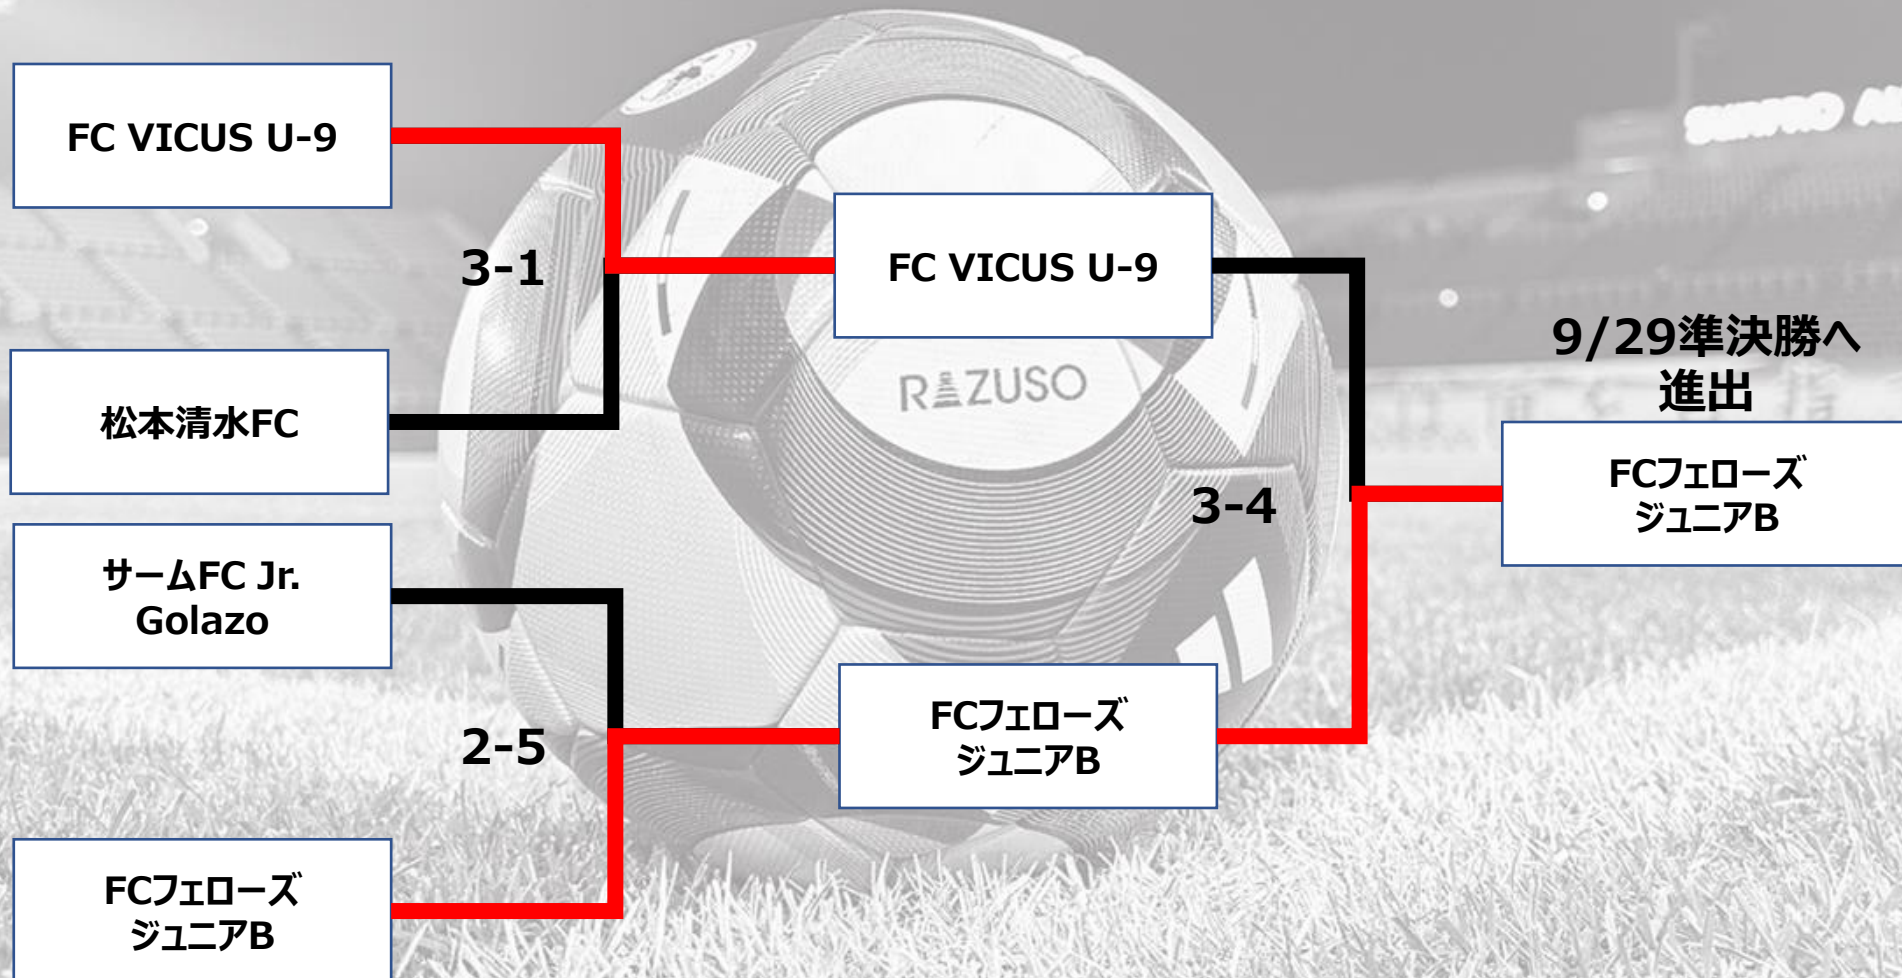 FC VICUS U-9
3-1
松本清水FC
FC VICUS U-9
RAZUSO
サームFC Jr.
Golazo
2-5
FCフェローズ
ジュニアB
FCフェローズ
ジュニアB
3-4
9/29準決勝へ
進出
FCフェローズ
ジュニアB